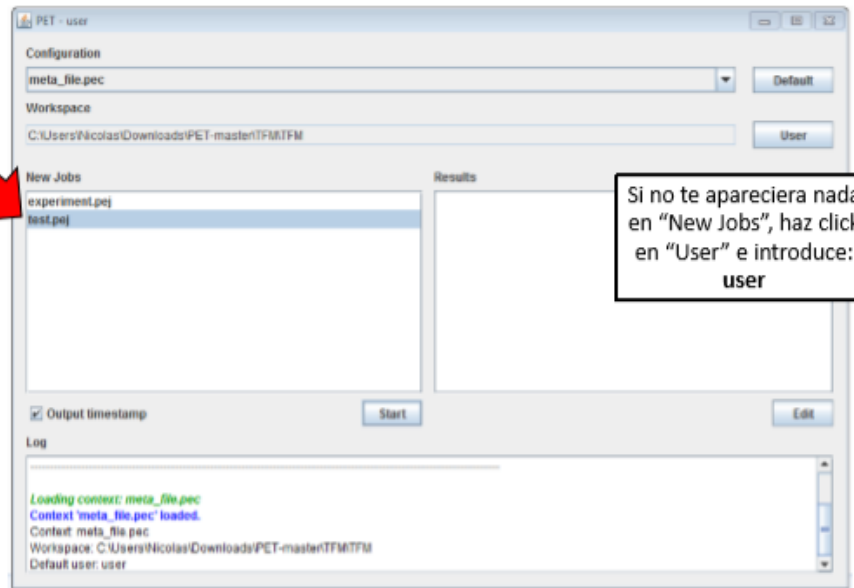 PET - user
Configuration
meta_file.pec
Default
Workspace
C:\Users\Nicolas\Downloads\PET-master\TFM\TFM
User
New Jobs
Results
experiment.pej
test.pej
Si no te apareciera nada
en “New Jobs”, haz click
en “User” e introduce:
user
Output timestamp
Start
Edit
Log
Loading context: meta_file.pec
Context 'meta_file.pec' loaded.
Context: meta_file.pec
Workspace: C:\Users\Nicolas\Downloads\PET-master\TFM\TFM
Default user: user